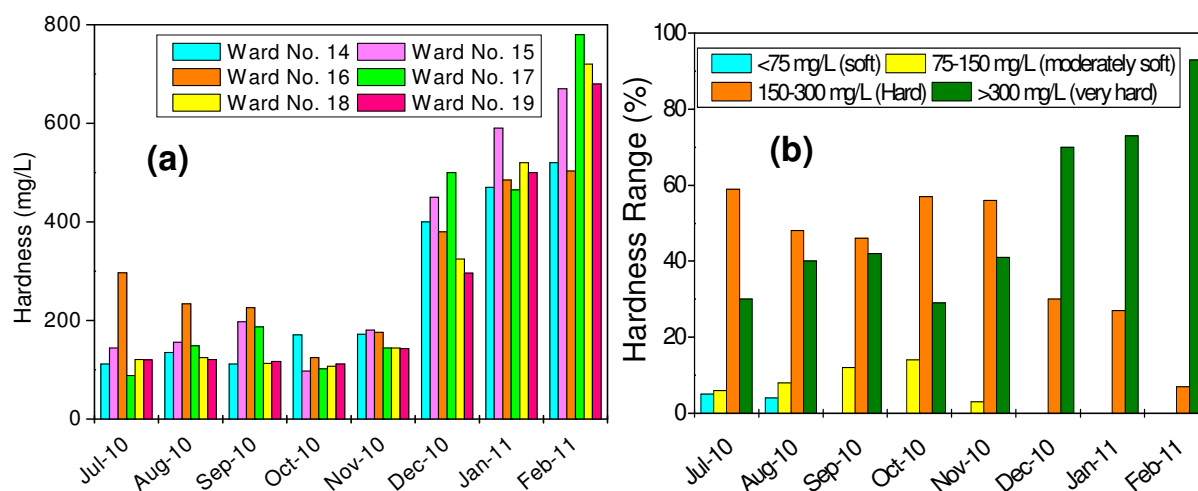 800
600
400
200
0
Hardness (mg/L)
Ward No. 14 Ward No. 15
Ward No. 16 Ward No. 17
Ward No. 18 Ward No. 19
(a)
Jul-10 Aug-10 Sep-10 Oct-10 Nov-10 Dec-10 Jan-11 Feb-11
100
80
60
40
20
0
Hardness Range (%)
<75 mg/L (soft) 75-150 mg/L (moderately soft)
150-300 mg/L (Hard) >300 mg/L (very hard)
(b)
Jul-10 Aug-10 Sep-10 Oct-10 Nov-10 Dec-10 Jan-11 Feb-11